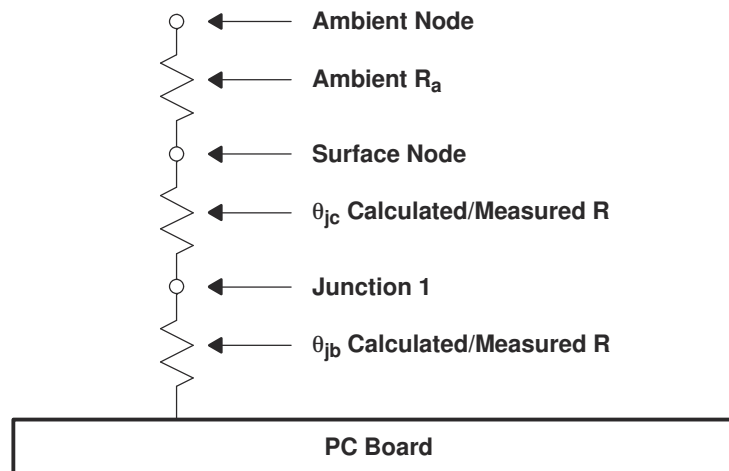 Ambient Node
Ambient Ra
Surface Node
θjc Calculated/Measured R
Junction 1
θjb Calculated/Measured R
PC Board